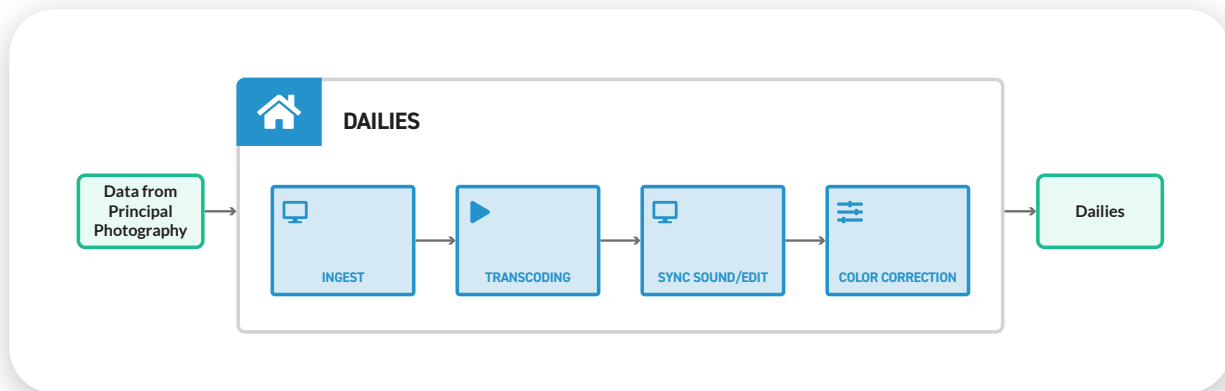 DAILIES
Data from
Principal
Photography
INGEST
TRANSCODING
SYNC SOUND/EDIT
COLOR CORRECTION
Dailies